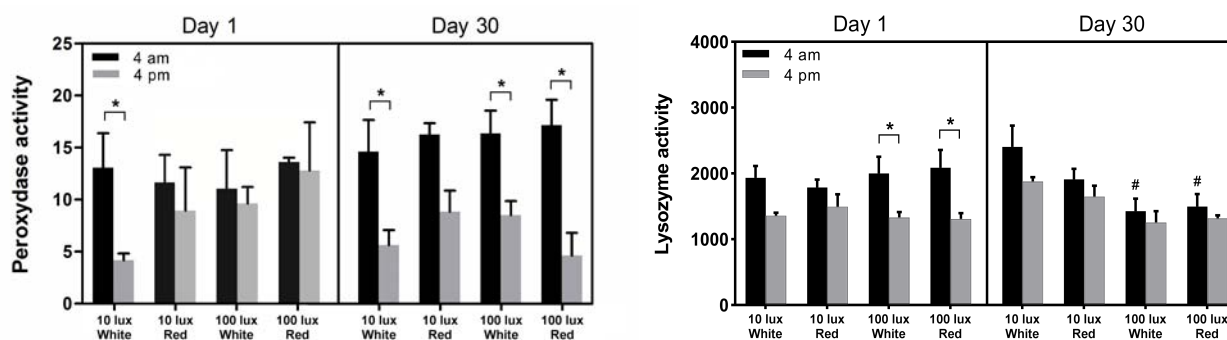 Day 1
Day 30
25
20
15
10
5
0
Peroxydase activity
4 am
4 pm
*
*
*
*
10 lux White
10 lux Red
100 lux White
100 lux Red
10 lux White
10 lux Red
100 lux White
100 lux Red
Day 1
Day 30
4000
3000
2000
1000
0
Lysozyme activity
4 am
4 pm
*
*
#
#
10 lux White
10 lux Red
100 lux White
100 lux Red
10 lux White
10 lux Red
100 lux White
100 lux Red